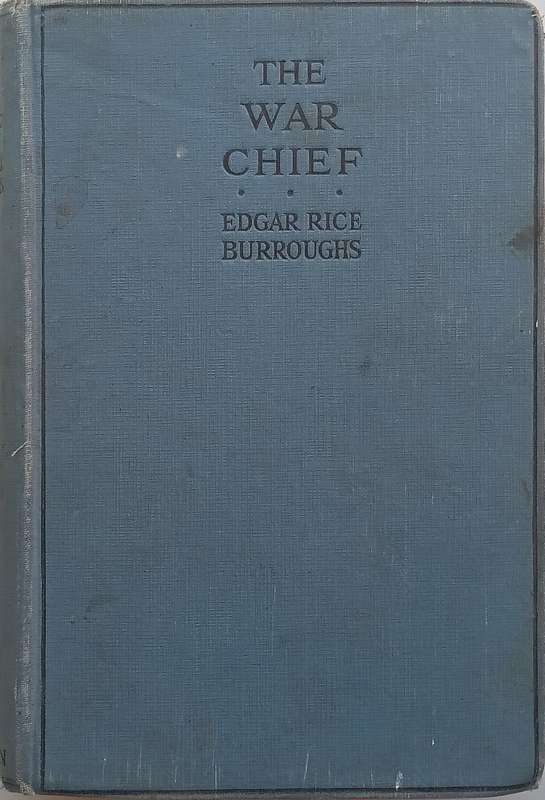 THE
WAR
CHIEF
• • •
EDGAR RICE
BURROUGHS